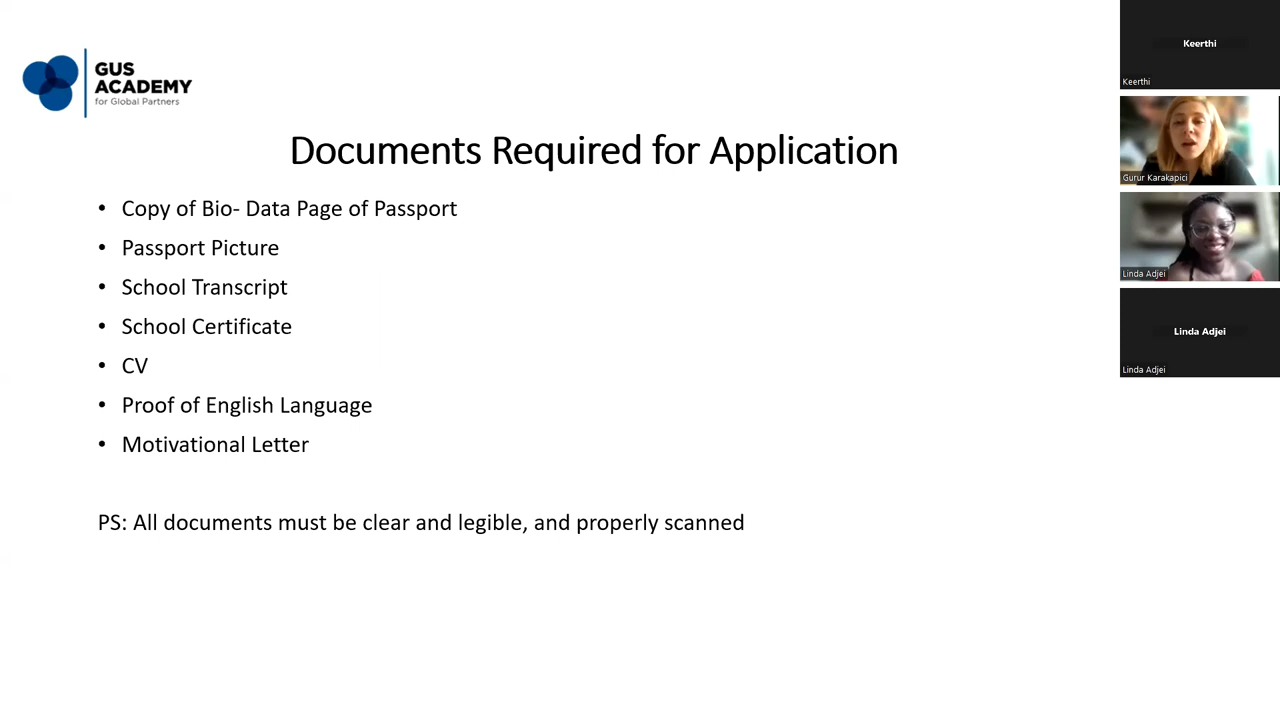 GUS
ACADEMY
for Global Partners
Documents Required for Application
• Copy of Bio- Data Page of Passport
• Passport Picture
• School Transcript
• School Certificate
• CV
• Proof of English Language
• Motivational Letter
PS: All documents must be clear and legible, and properly scanned
Keerthi
Keerthi
Gurur Karakapici
Linda Adjei
Linda Adjei
Linda Adjei